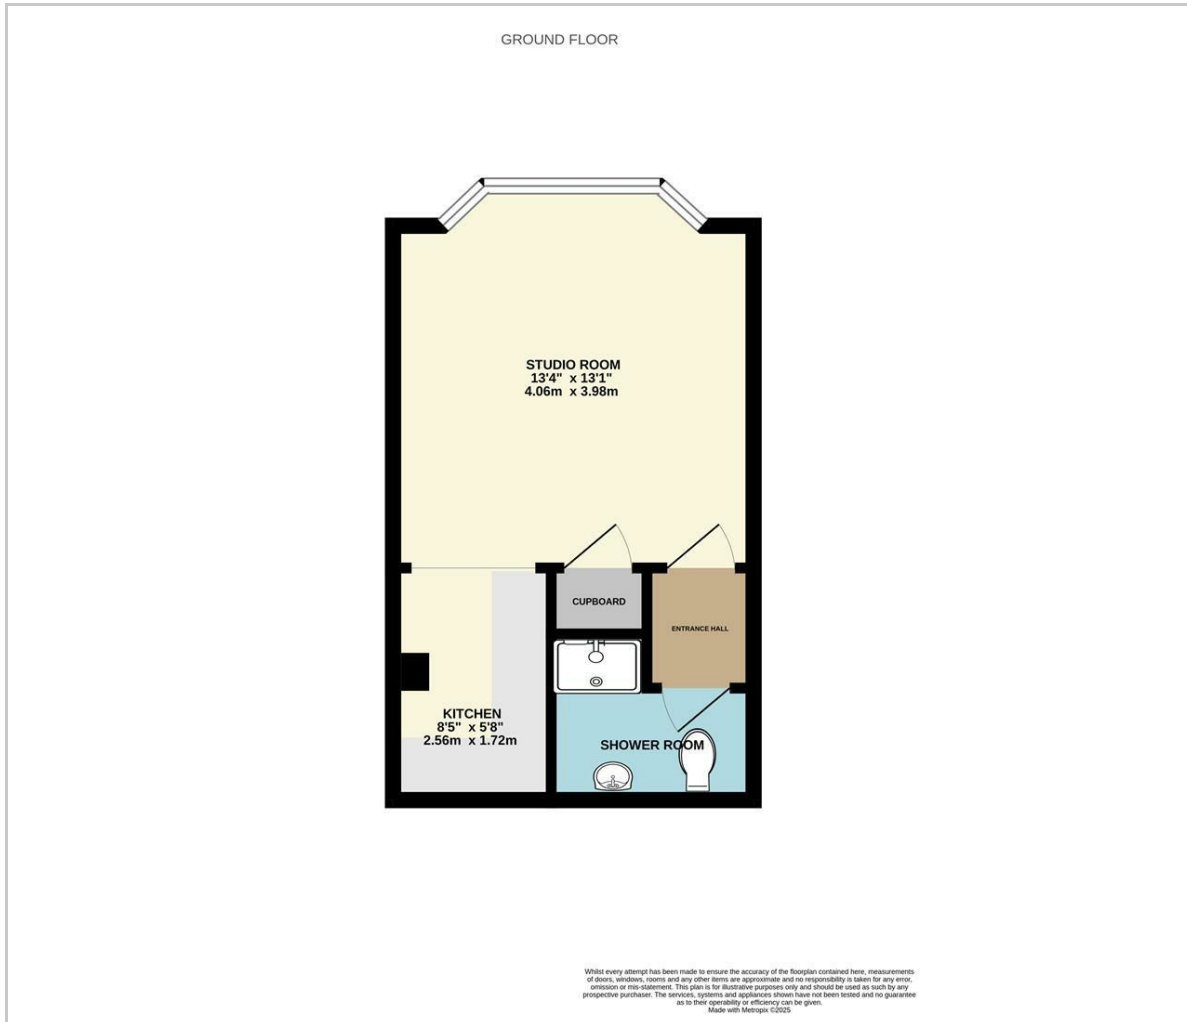 GROUND FLOOR
STUDIO ROOM
13'4" x 13'1"
4.06m x 3.98m
CUPBOARD
ENTRANCE HALL
KITCHEN
8'5" x 5'8"
2.56m x 1.72m
SHOWER ROOM
Whilst every attempt has been made to ensure the accuracy of the floorplan contained here, measurements
of doors, windows, rooms and any other items are approximate and no responsibility is taken for any error,
omission or mis-statement. This plan is for illustrative purposes only and should be used as such by any
prospective purchaser. The services, systems and appliances shown have not been tested and no guarantee
as to their operability or efficiency can be given.
Made with Metropix ©2025